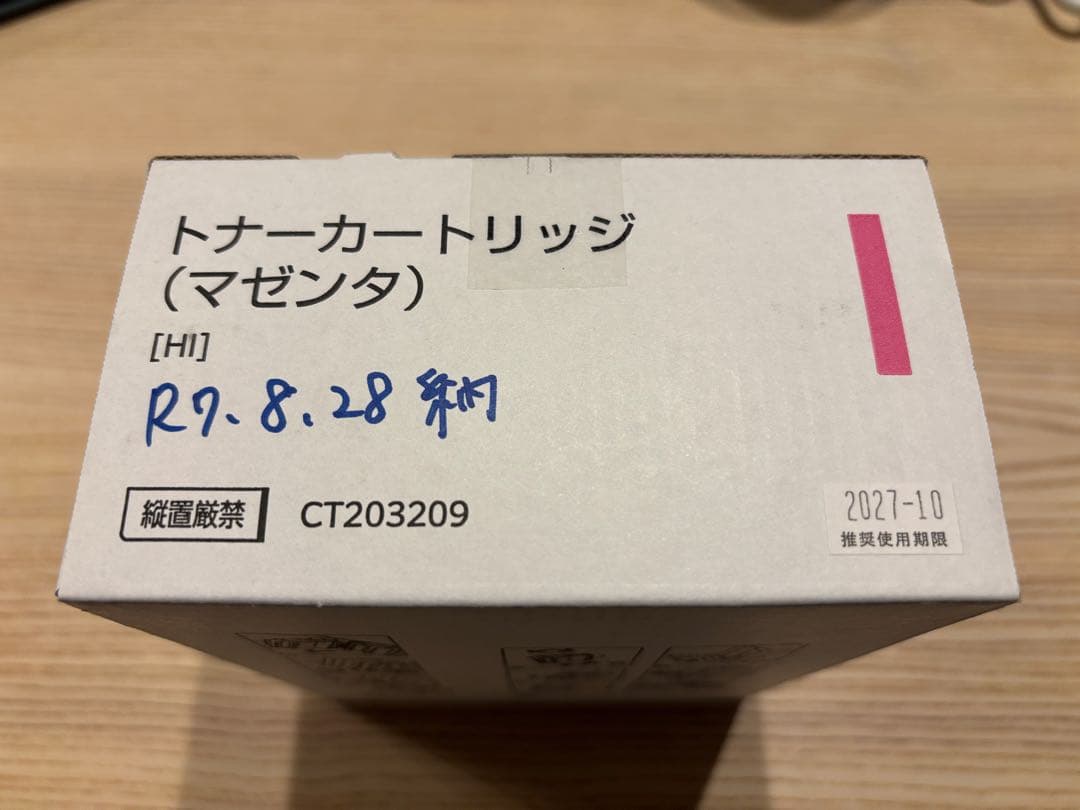 トナーカートリッジ
（マゼンタ）
[HI]
R7.8.28 納
縦置厳禁
CT203209
2027-10
推奨使用期限